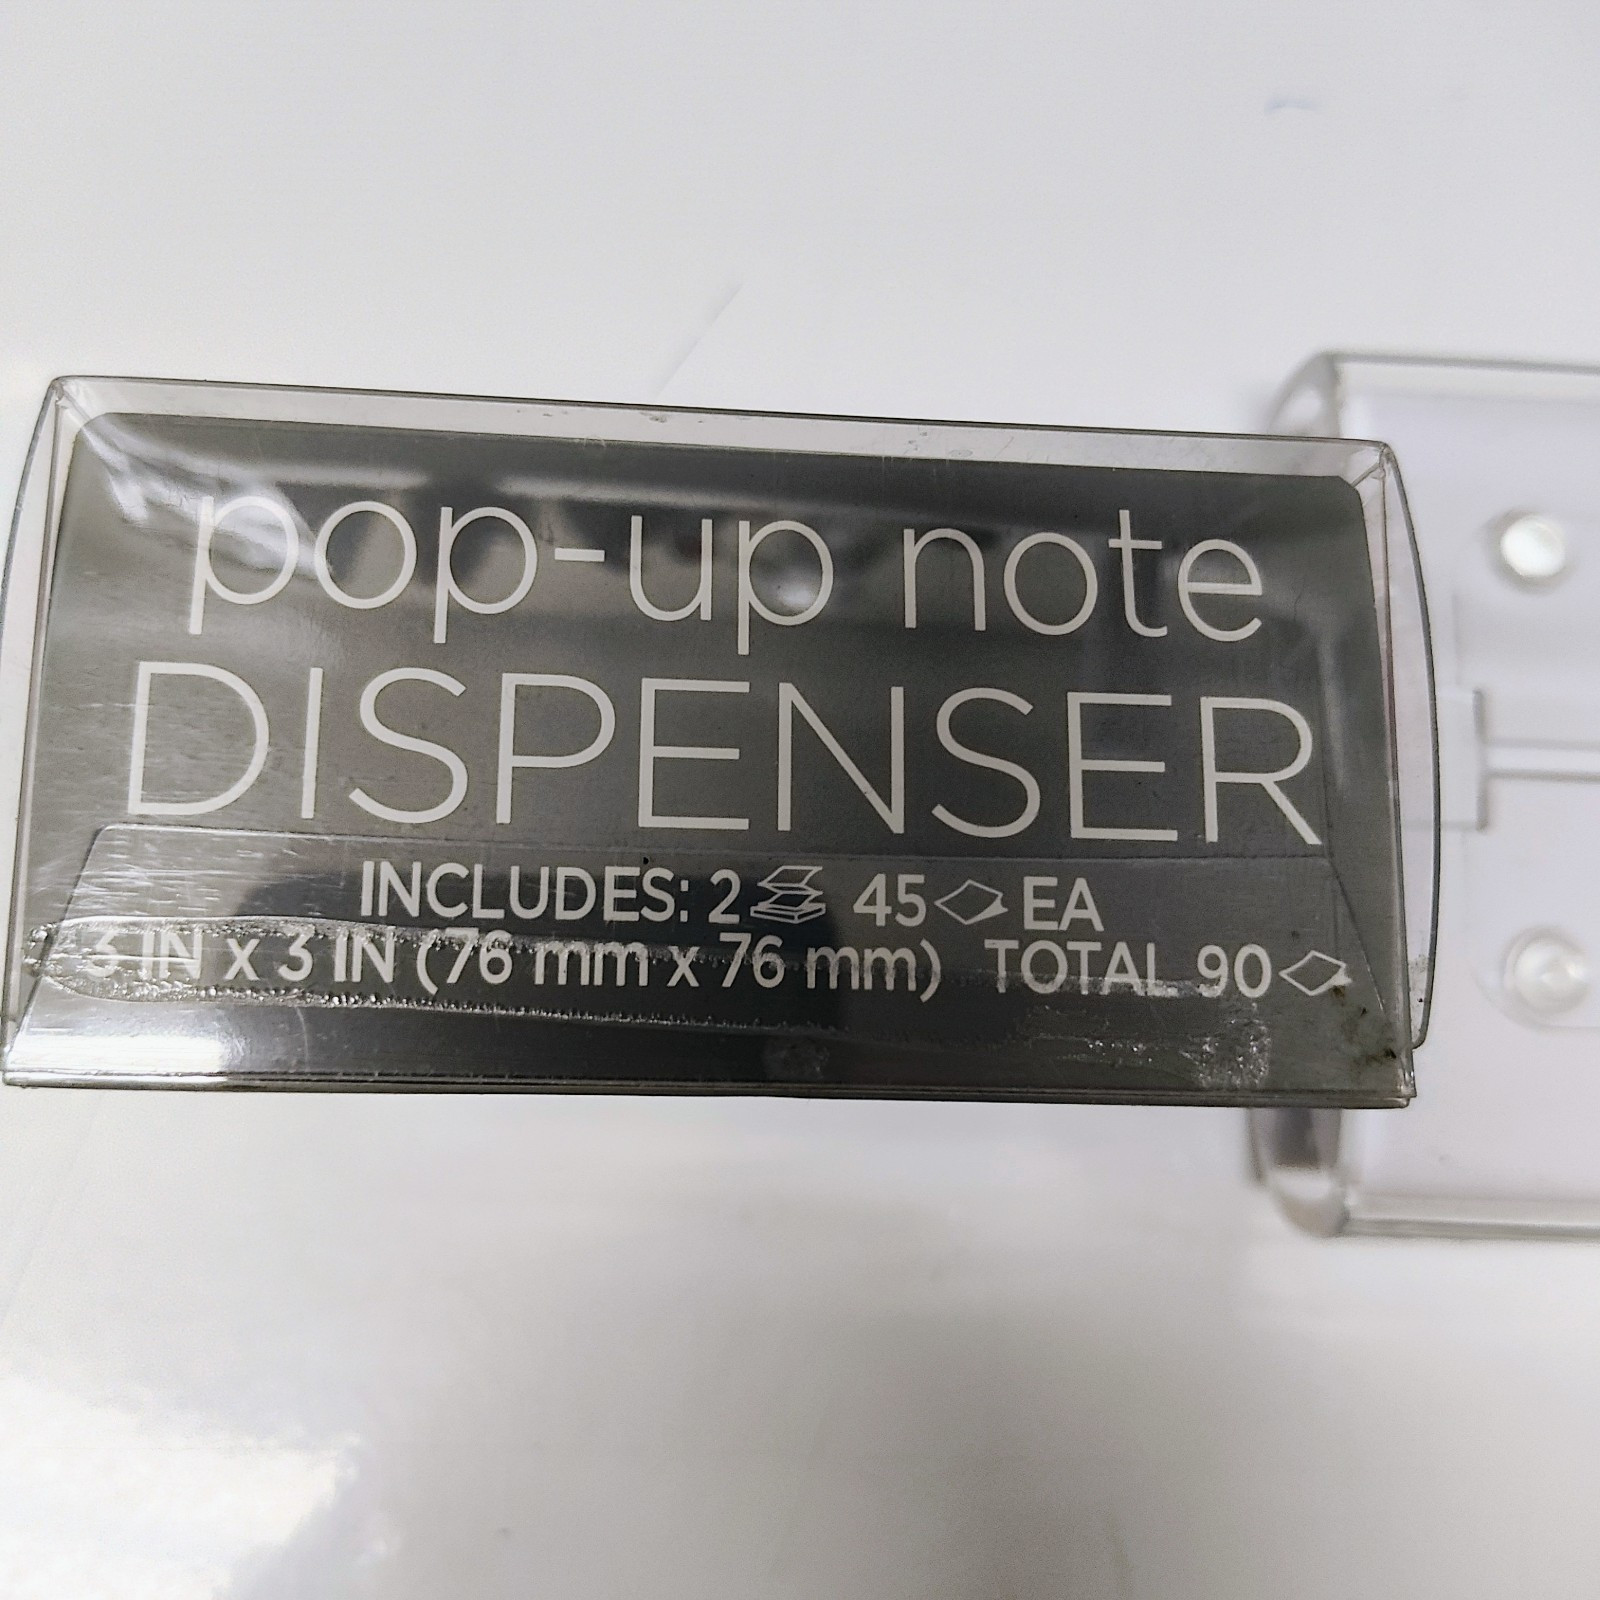 pop-up note
DISPENSER
INCLUDES: 2 45 EA
3 IN x 3 IN (76 mm x 76 mm) TOTAL 90